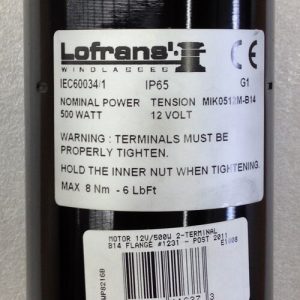 Lofrans'
WINDLASSES
CE
IEC60034/1 IP65 G1
NOMINAL POWER TENSION MIK0512M-B14
500 WATT 12 VOLT
WARNING : TERMINALS MUST BE
PROPERLY TIGHTEN.
HOLD THE INNER NUT WHEN TIGHTENING.
MAX 8 Nm - 6 LbFt
MOTOR 12V/500W 2-TERMINAL
B14 FLANGE #1231 - POST 2011
E1008